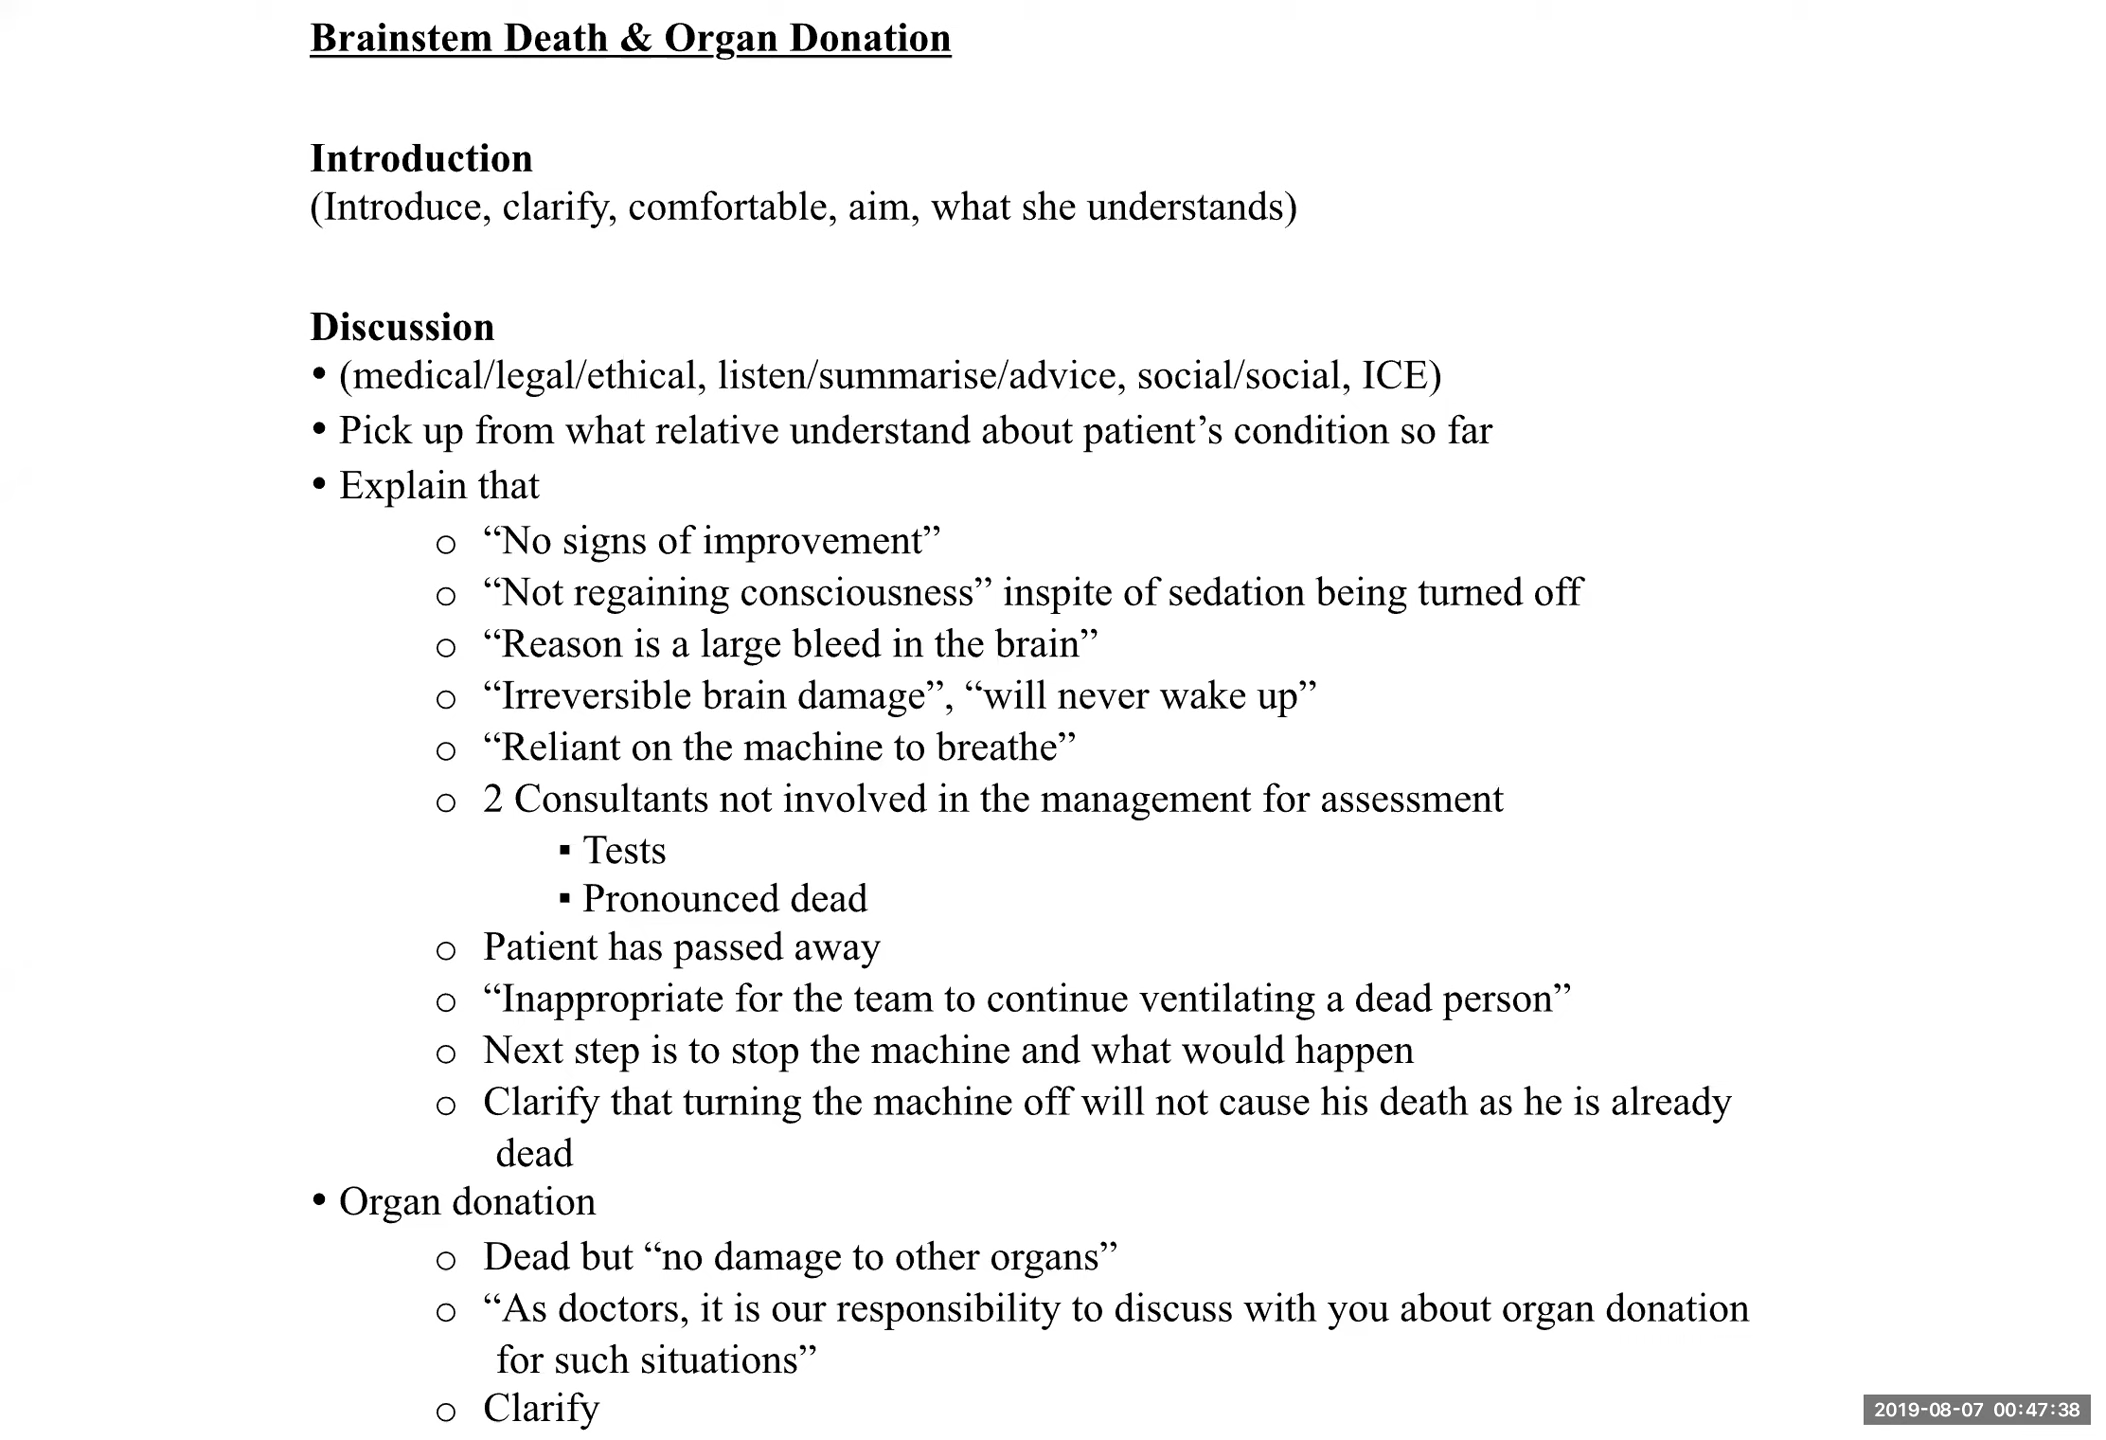 Brainstem Death & Organ Donation
Introduction
(Introduce, clarify, comfortable, aim, what she understands)
Discussion
• (medical/legal/ethical, listen/summarise/advice, social/social, ICE)
• Pick up from what relative understand about patient’s condition so far
• Explain that
o “No signs of improvement”
o “Not regaining consciousness” inspite of sedation being turned off
o “Reason is a large bleed in the brain”
o “Irreversible brain damage”, “will never wake up”
o “Reliant on the machine to breathe”
o 2 Consultants not involved in the management for assessment
▪ Tests
▪ Pronounced dead
o Patient has passed away
o “Inappropriate for the team to continue ventilating a dead person”
o Next step is to stop the machine and what would happen
o Clarify that turning the machine off will not cause his death as he is already
dead
• Organ donation
o Dead but “no damage to other organs”
o “As doctors, it is our responsibility to discuss with you about organ donation
for such situations”
o Clarify
2019-08-07 00:47:38